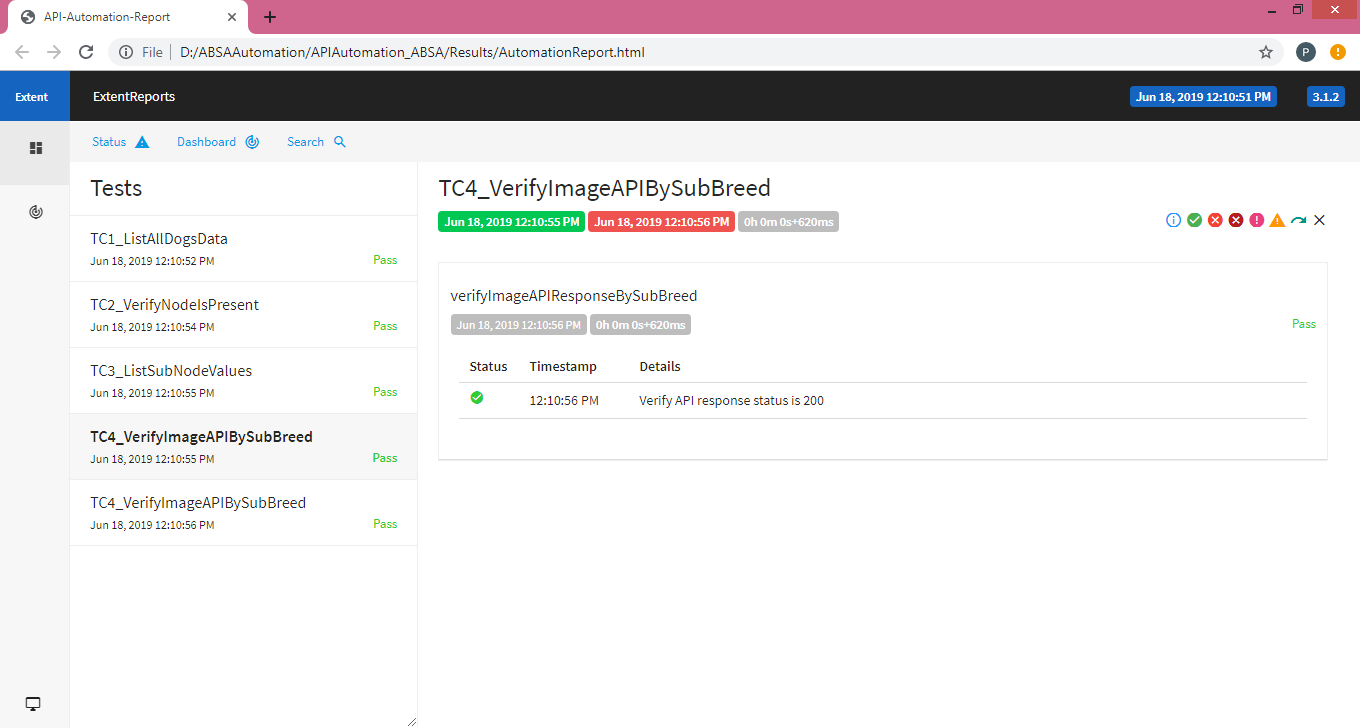 API-Automation-Report
File D:/ABSAAutomation/APIAutomation_ABSA/Results/AutomationReport.html
P
Extent ExtentReports Jun 18, 2019 12:10:51 PM 3.1.2
Status Dashboard Search
Tests
TC1_ListAllDogsData
Jun 18, 2019 12:10:52 PM Pass
TC2_VerifyNodeIsPresent
Jun 18, 2019 12:10:54 PM Pass
TC3_ListSubNodeValues
Jun 18, 2019 12:10:55 PM Pass
TC4_VerifyImageAPIBySubBreed
Jun 18, 2019 12:10:55 PM Pass
TC4_VerifyImageAPIBySubBreed
Jun 18, 2019 12:10:56 PM Pass
TC4_VerifyImageAPIBySubBreed
Jun 18, 2019 12:10:55 PM Jun 18, 2019 12:10:56 PM 0h 0m 0s+620ms
verifyImageAPIResponseBySubBreed
Jun 18, 2019 12:10:56 PM 0h 0m 0s+620ms Pass
Status Timestamp Details
12:10:56 PM Verify API response status is 200